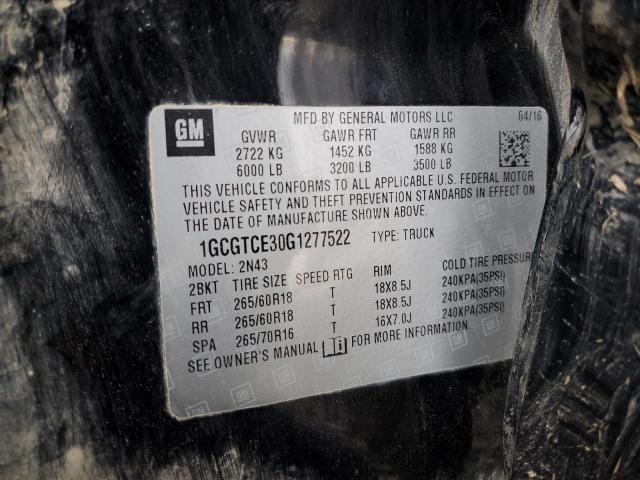 GM
MFD BY GENERAL MOTORS LLC 04/16
GVWR GAWR FRT GAWR RR
2722 KG 1452 KG 1588 KG
6000 LB 3200 LB 3500 LB
THIS VEHICLE CONFORMS TO ALL APPLICABLE U.S. FEDERAL MOTOR
VEHICLE SAFETY AND THEFT PREVENTION STANDARDS IN EFFECT ON
THE DATE OF MANUFACTURE SHOWN ABOVE.
1GCGTCE30G1277522 TYPE: TRUCK
MODEL: 2N43
2BKT TIRE SIZE SPEED RTG RIM COLD TIRE PRESSURE
FRT 265/60R18 T 18X8.5J 240KPA(35PSI)
RR 265/60R18 T 18X8.5J 240KPA(35PSI)
SPA 265/70R16 T 16X7.0J 240KPA(35PSI)
SEE OWNER'S MANUAL FOR MORE INFORMATION.